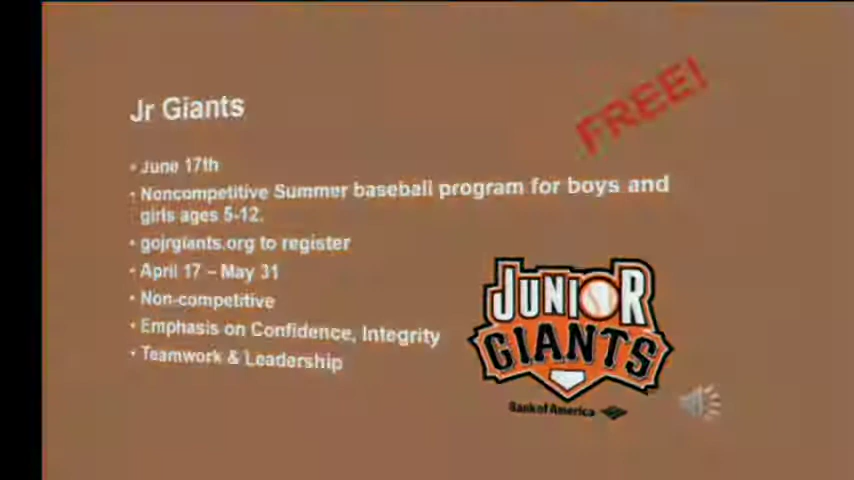 FREE!
Jr Giants
• June 17th
• Noncompetitive Summer baseball program for boys and
girls ages 5-12.
• gojrgiants.org to register
• April 17 – May 31
• Non-competitive
• Emphasis on Confidence, Integrity
• Teamwork & Leadership
JUNIOR
GIANTS
Bank of America